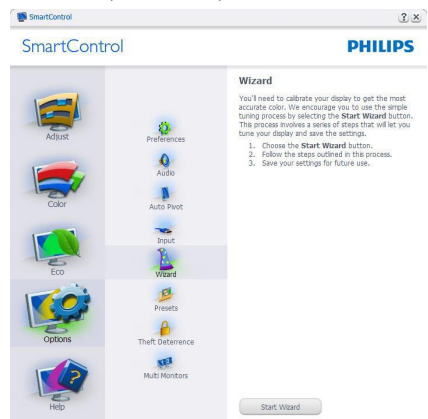 SmartControl
SmartControl
PHILIPS
Adjust
Color
Eco
Options
Help
Preferences
Audio
Auto Pivot
Input
Wizard
Presets
Theft Deterrence
Multi Monitors
Wizard
You'll need to calibrate your display to get the most
accurate color. We encourage you to use the simple
tuning process by selecting the Start Wizard button.
This process involves a series of steps that will let you
tune your display and save the settings.
1. Choose the Start Wizard button.
2. Follow the steps outlined in this process.
3. Save your settings for future use.
Start Wizard